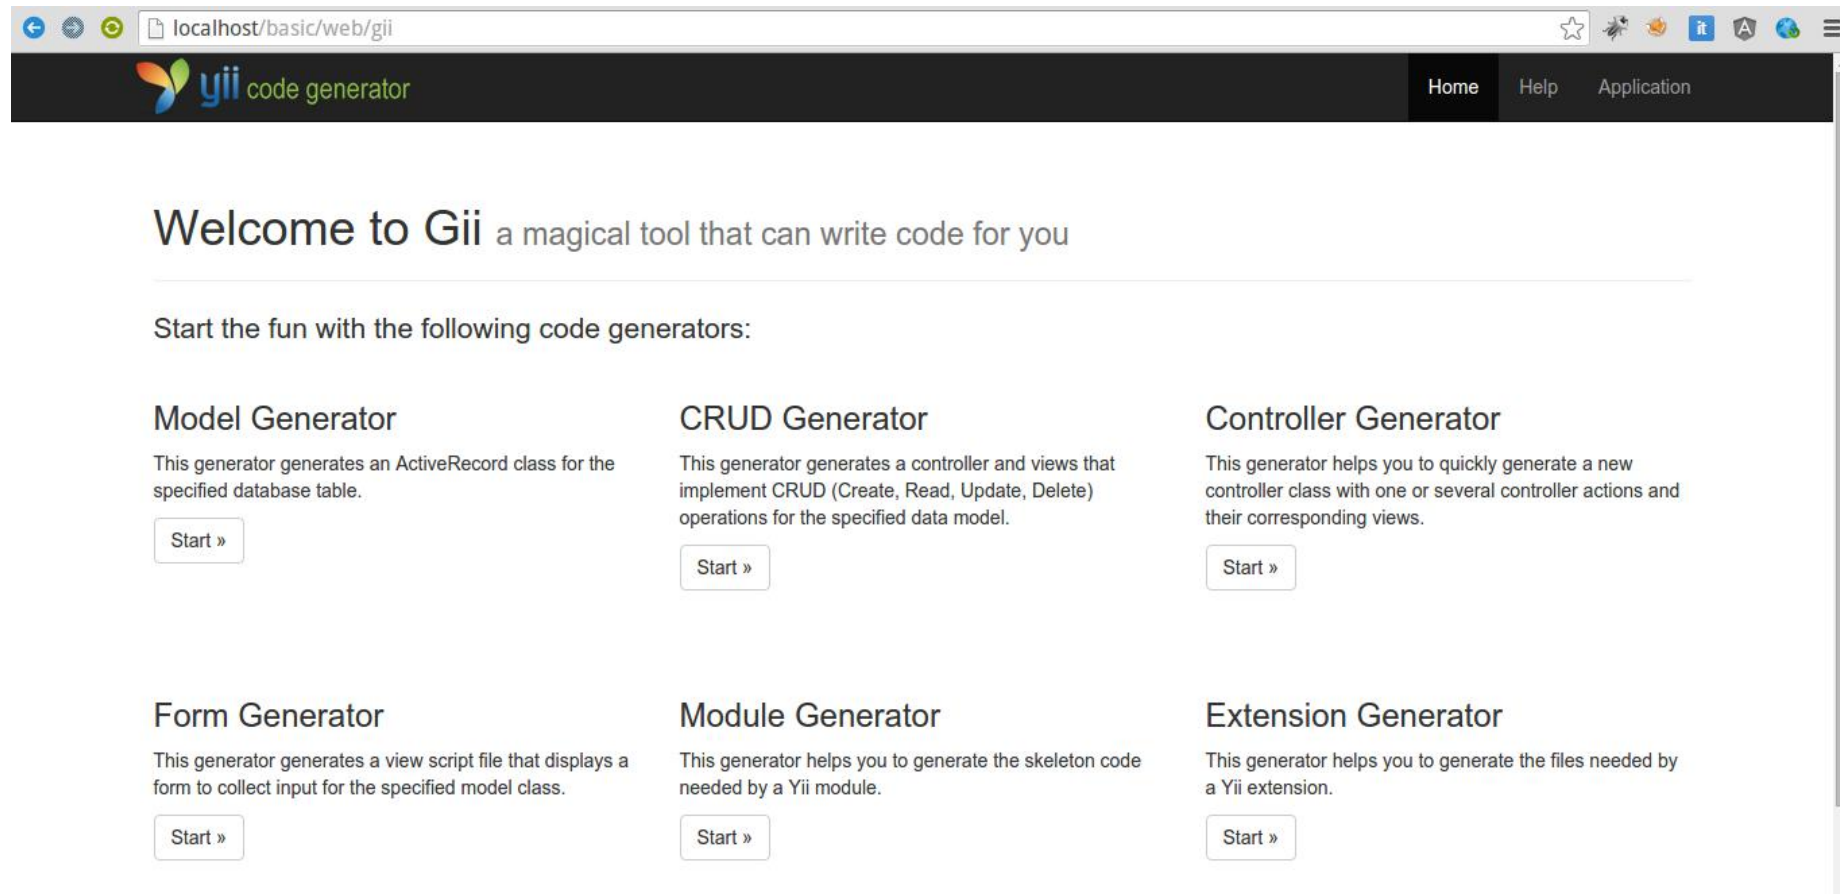 localhost/basic/web/gii
it
A
yii code generator
Home Help Application
Welcome to Gii a magical tool that can write code for you
Start the fun with the following code generators:
Model Generator
This generator generates an ActiveRecord class for the
specified database table.
Start »
CRUD Generator
This generator generates a controller and views that
implement CRUD (Create, Read, Update, Delete)
operations for the specified data model.
Start »
Controller Generator
This generator helps you to quickly generate a new
controller class with one or several controller actions and
their corresponding views.
Start »
Form Generator
This generator generates a view script file that displays a
form to collect input for the specified model class.
Start »
Module Generator
This generator helps you to generate the skeleton code
needed by a Yii module.
Start »
Extension Generator
This generator helps you to generate the files needed by
a Yii extension.
Start »